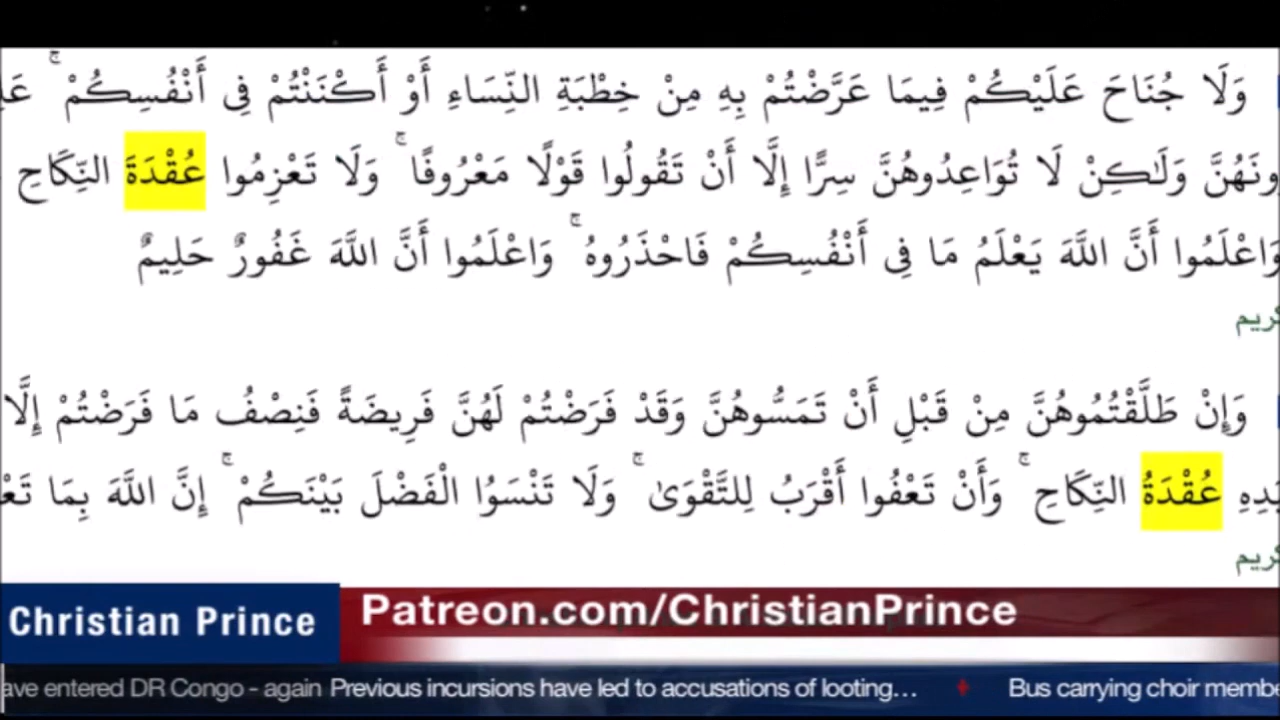 وَلَا جُنَاحَ عَلَيْكُمْ فِيمَا عَرَّضْتُمْ بِهِ مِنْ خِطْبَةِ النِّسَاءِ أَوْ أَكْنَنْتُمْ فِى أَنْفُسِكُمْ ۚ
وَلَٰكِنْ لَا تُوَاعِدُوهُنَّ سِرًّا إِلَّا أَنْ تَقُولُوا قَوْلًا مَعْرُوفًا ۚ وَلَا تَعْزِمُوا عُقْدَةَ النِّكَاحِ
وَاعْلَمُوا أَنَّ اللَّهَ يَعْلَمُ مَا فِى أَنْفُسِكُمْ فَاحْذَرُوهُ ۚ وَاعْلَمُوا أَنَّ اللَّهَ غَفُورٌ حَلِيمٌ
وَإِنْ طَلَّقْتُمُوهُنَّ مِنْ قَبْلِ أَنْ تَمَسُّوهُنَّ وَقَدْ فَرَضْتُمْ لَهُنَّ فَرِيضَةً فَنِصْفُ مَا فَرَضْتُمْ إِلَّا
عُقْدَةُ النِّكَاحِ ۚ وَأَنْ تَعْفُوا أَقْرَبُ لِلتَّقْوَىٰ ۚ وَلَا تَنْسَوُا الْفَضْلَ بَيْنَكُمْ ۚ إِنَّ اللَّهَ بِمَا
Christian Prince
Patreon.com/ChristianPrince
ave entered DR Congo - again Previous incursions have led to accusations of looting... Bus carrying choir membe